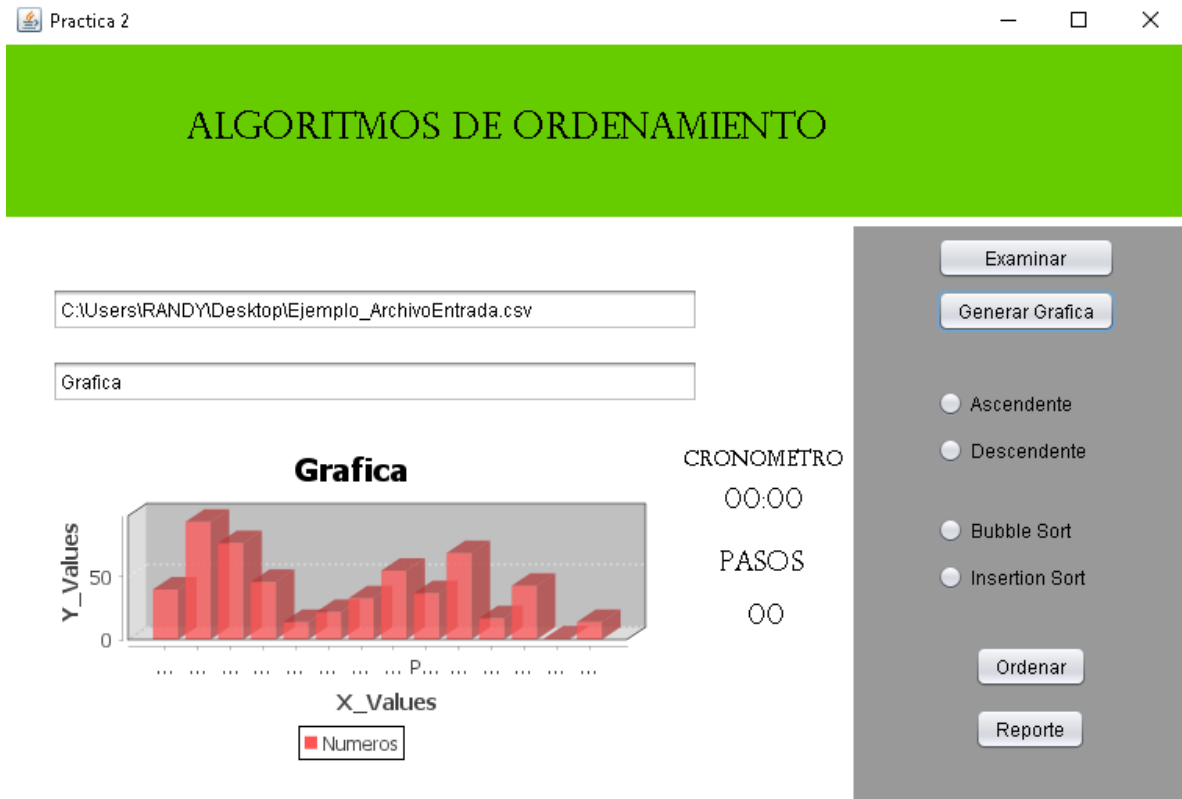 Practica 2
ALGORITMOS DE ORDENAMIENTO
C:\Users\RANDY\Desktop\Ejemplo_ArchivoEntrada.csv
Grafica
Grafica
Y_Values
50
0
... ... ... ... ... ... ... ... P... ... ... ... ... ...
X_Values
Numeros
CRONOMETRO
00:00
PASOS
00
Examinar
Generar Grafica
Ascendente
Descendente
Bubble Sort
Insertion Sort
Ordenar
Reporte